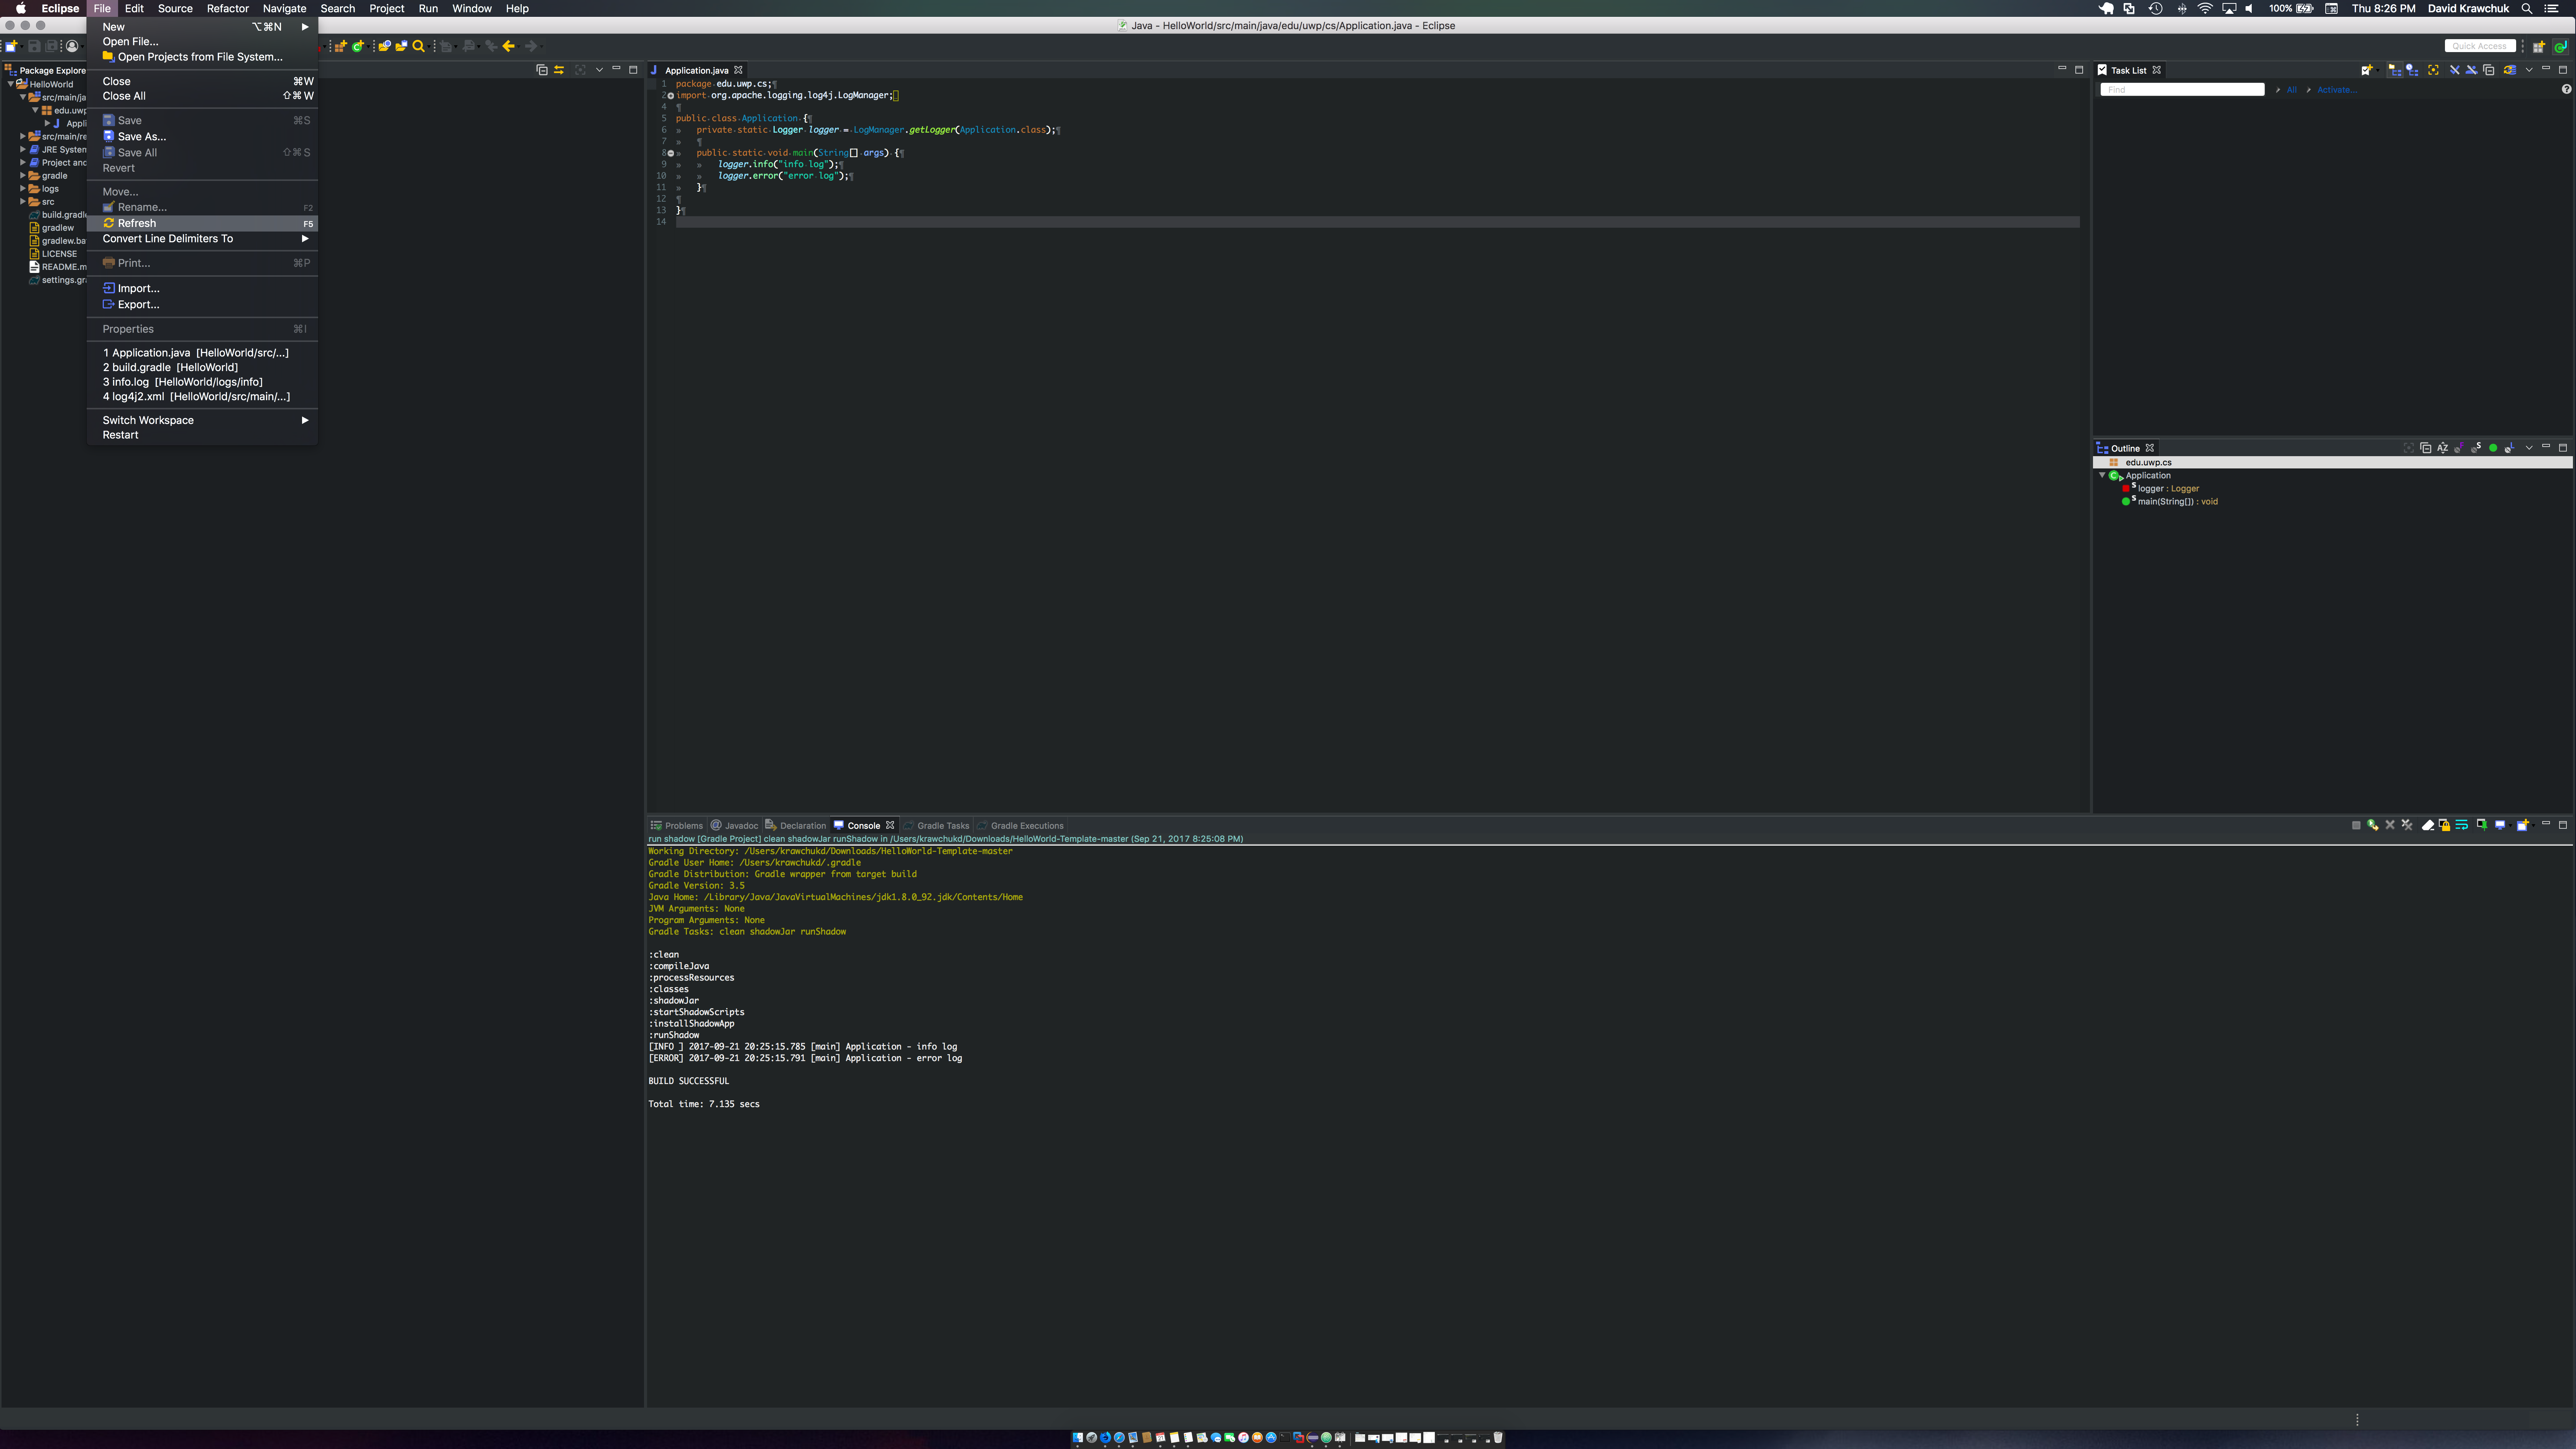 Eclipse File Edit Source Refactor Navigate Search Project Run Window Help
100% Thu 8:26 PM David Krawchuk
Java - HelloWorld/src/main/java/edu/uwp/cs/Application.java - Eclipse
Quick Access
New ⌥⌘N
Open File...
Open Projects from File System...
Close ⌘W
Close All ⇧⌘W
Save ⌘S
Save As...
Save All ⇧⌘S
Revert
Move...
Rename... F2
Refresh F5
Convert Line Delimiters To
Print... ⌘P
Import...
Export...
Properties ⌘I
1 Application.java [HelloWorld/src/...]
2 build.gradle [HelloWorld]
3 info.log [HelloWorld/logs/info]
4 log4j2.xml [HelloWorld/src/main/...]
Switch Workspace
Restart
Package Explore
HelloWorld
src/main/ja
edu.uwp
Appli
src/main/re
JRE System
Project and
gradle
logs
src
build.gradle
gradlew
gradlew.ba
LICENSE
README.m
settings.gra
Application.java
1 package edu.uwp.cs;¶
2 import org.apache.logging.log4j.LogManager;
4 ¶
5 public class Application {¶
6 » private static Logger logger = LogManager.getLogger(Application.class);¶
7 » ¶
8 » public static void main(String[] args) {¶
9 » » logger.info("info log");¶
10 » » logger.error("error log");¶
11 » }¶
12 ¶
13 }¶
14
Task List
Find All Activate...
Outline
edu.uwp.cs
Application
logger : Logger
main(String[]) : void
Problems Javadoc Declaration Console Gradle Tasks Gradle Executions
run shadow [Gradle Project] clean shadowJar runShadow in /Users/krawchukd/Downloads/HelloWorld-Template-master (Sep 21, 2017 8:25:08 PM)
Working Directory: /Users/krawchukd/Downloads/HelloWorld-Template-master
Gradle User Home: /Users/krawchukd/.gradle
Gradle Distribution: Gradle wrapper from target build
Gradle Version: 3.5
Java Home: /Library/Java/JavaVirtualMachines/jdk1.8.0_92.jdk/Contents/Home
JVM Arguments: None
Program Arguments: None
Gradle Tasks: clean shadowJar runShadow
:clean
:compileJava
:processResources
:classes
:shadowJar
:startShadowScripts
:installShadowApp
:runShadow
[INFO ] 2017-09-21 20:25:15.785 [main] Application - info log
[ERROR] 2017-09-21 20:25:15.791 [main] Application - error log
BUILD SUCCESSFUL
Total time: 7.135 secs